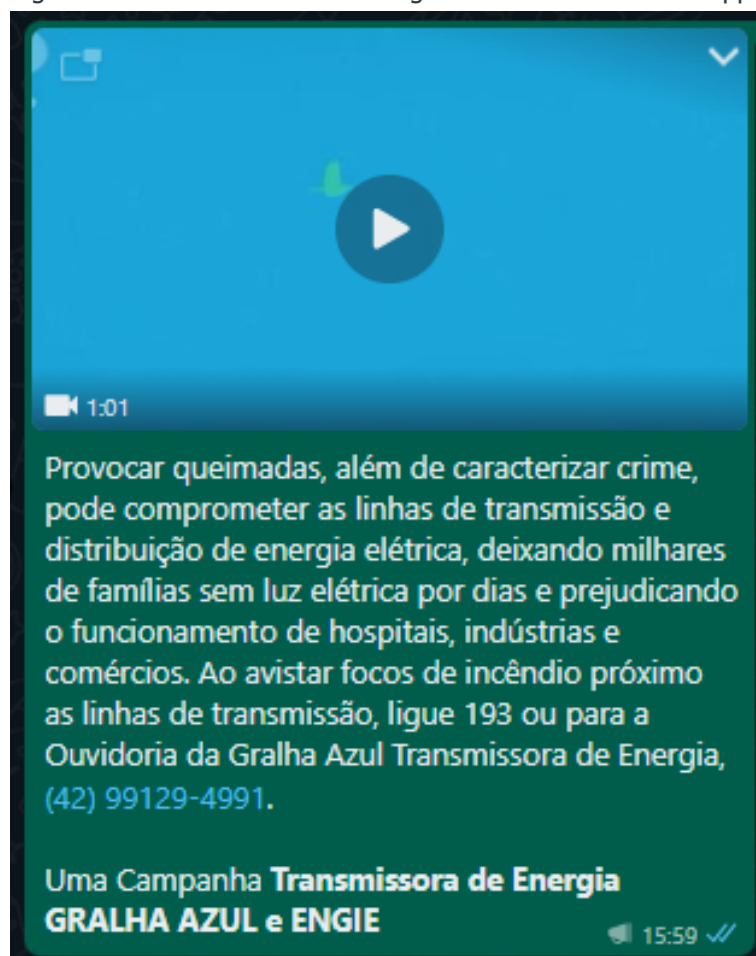 1:01
Provocar queimadas, além de caracterizar crime,
pode comprometer as linhas de transmissão e
distribuição de energia elétrica, deixando milhares
de famílias sem luz elétrica por dias e prejudicando
o funcionamento de hospitais, indústrias e
comércios. Ao avistar focos de incêndio próximo
as linhas de transmissão, ligue 193 ou para a
Ouvidoria da Gralha Azul Transmissora de Energia,
(42) 99129-4991.
Uma Campanha Transmissora de Energia
GRALHA AZUL e ENGIE
15:59